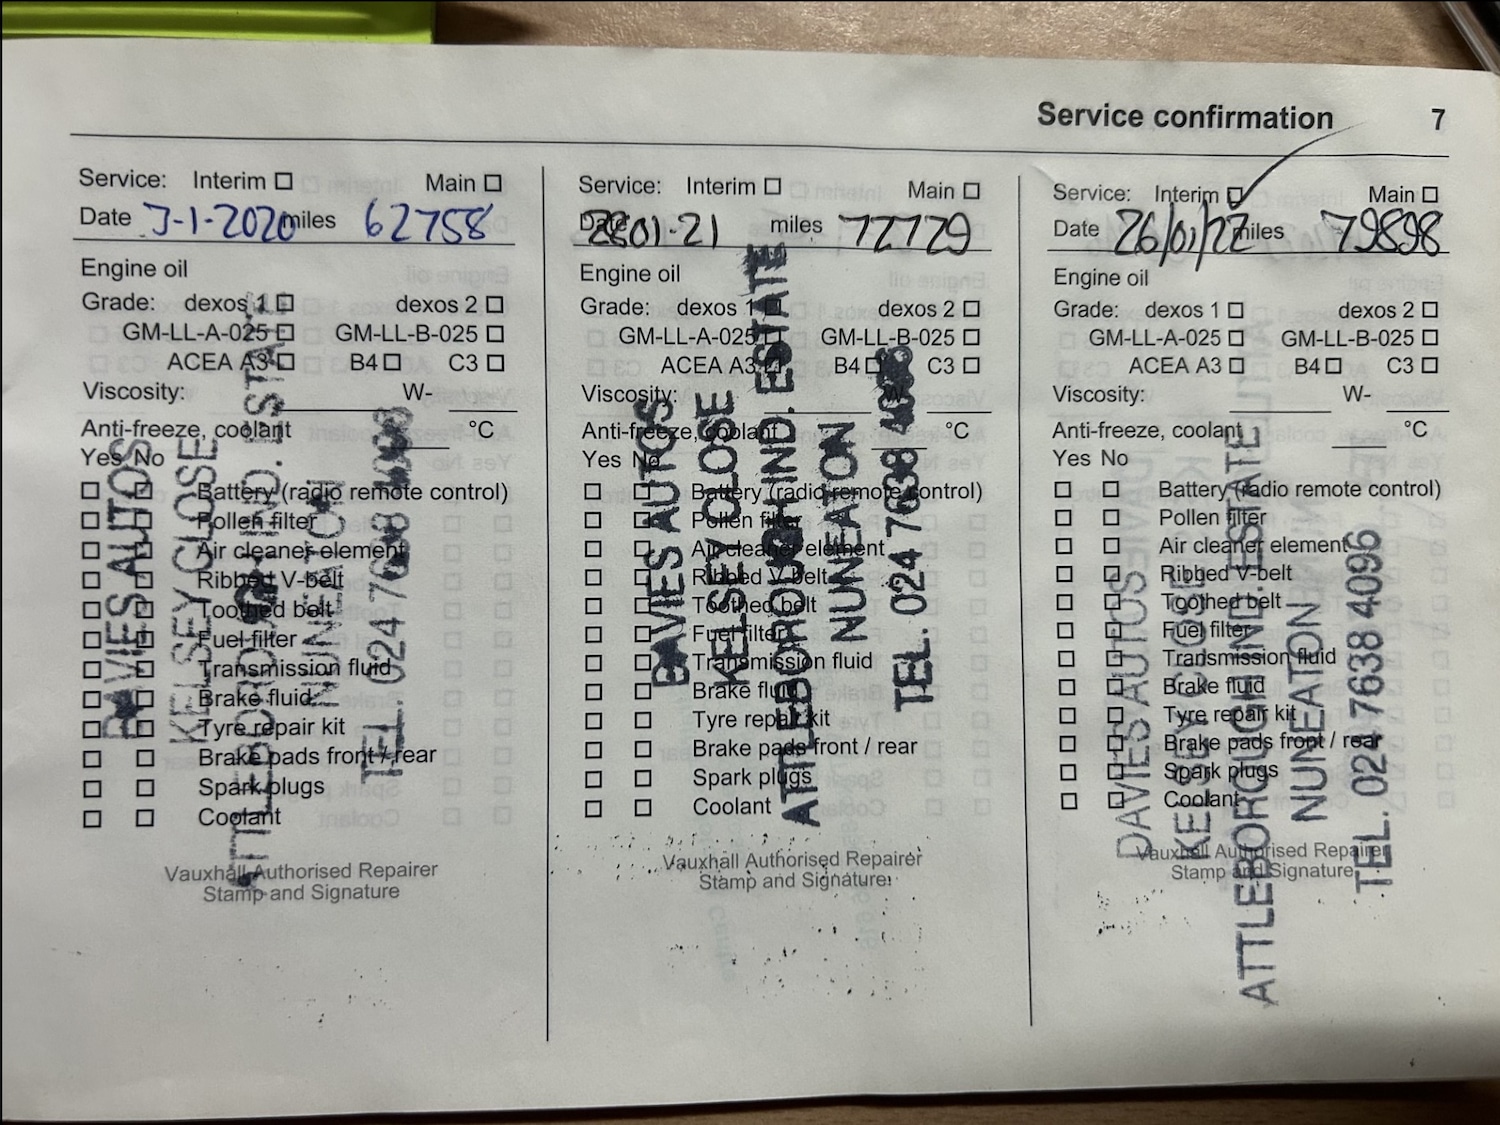 Service confirmation 7
Service: Interim ☐ Main ☐
Date 3-1-2020 miles 62758
Engine oil
Grade: dexos 1 ☐ dexos 2 ☐
GM-LL-A-025 ☐ GM-LL-B-025 ☐
ACEA A3 ☐ B4 ☐ C3 ☐
Viscosity: W-
Anti-freeze, coolant °C
Yes No
☐ ☐ Battery (radio remote control)
☐ ☐ Pollen filter
☐ ☐ Air cleaner element
☐ ☐ Ribbed V-belt
☐ ☐ Toothed belt
☐ ☐ Fuel filter
☐ ☐ Transmission fluid
☐ ☐ Brake fluid
☐ ☐ Tyre repair kit
☐ ☐ Brake pads front / rear
☐ ☐ Spark plugs
☐ ☐ Coolant
Vauxhall Authorised Repairer
Stamp and Signature
DAVIES AUTOS
KELSEY CLOSE
ATTLEBOROUGH IND. ESTATE
NUNEATON
TEL. 024 7638
Service: Interim ☐ Main ☐
Date 28.01.21 miles 72729
Engine oil
Grade: dexos 1 ☐ dexos 2 ☐
GM-LL-A-025 ☐ GM-LL-B-025 ☐
ACEA A3 ☐ B4 ☐ C3 ☐
Viscosity: W-
Anti-freeze, coolant °C
Yes No
☐ ☐ Battery (radio remote control)
☐ ☐ Pollen filter
☐ ☐ Air cleaner element
☐ ☐ Ribbed V-belt
☐ ☐ Toothed belt
☐ ☐ Fuel filter
☐ ☐ Transmission fluid
☐ ☐ Brake fluid
☐ ☐ Tyre repair kit
☐ ☐ Brake pads front / rear
☐ ☐ Spark plugs
☐ ☐ Coolant
Vauxhall Authorised Repairer
Stamp and Signature
DAVIES AUTOS
KELSEY CLOSE
ATTLEBOROUGH IND. ESTATE
NUNEATON
TEL. 024 7638
Service: Interim ☑ Main ☐
Date 26/01/22 miles 79898
Engine oil
Grade: dexos 1 ☐ dexos 2 ☐
GM-LL-A-025 ☐ GM-LL-B-025 ☐
ACEA A3 ☐ B4 ☐ C3 ☐
Viscosity: W-
Anti-freeze, coolant °C
Yes No
☐ ☐ Battery (radio remote control)
☐ ☐ Pollen filter
☐ ☐ Air cleaner element
☐ ☐ Ribbed V-belt
☐ ☐ Toothed belt
☐ ☐ Fuel filter
☐ ☐ Transmission fluid
☐ ☐ Brake fluid
☐ ☐ Tyre repair kit
☐ ☐ Brake pads front / rear
☐ ☐ Spark plugs
☐ ☐ Coolant
Vauxhall Authorised Repairer
Stamp and Signature
DAVIES AUTOS
KELSEY CLOSE
ATTLEBOROUGH IND. ESTATE
NUNEATON
TEL. 024 7638 4096